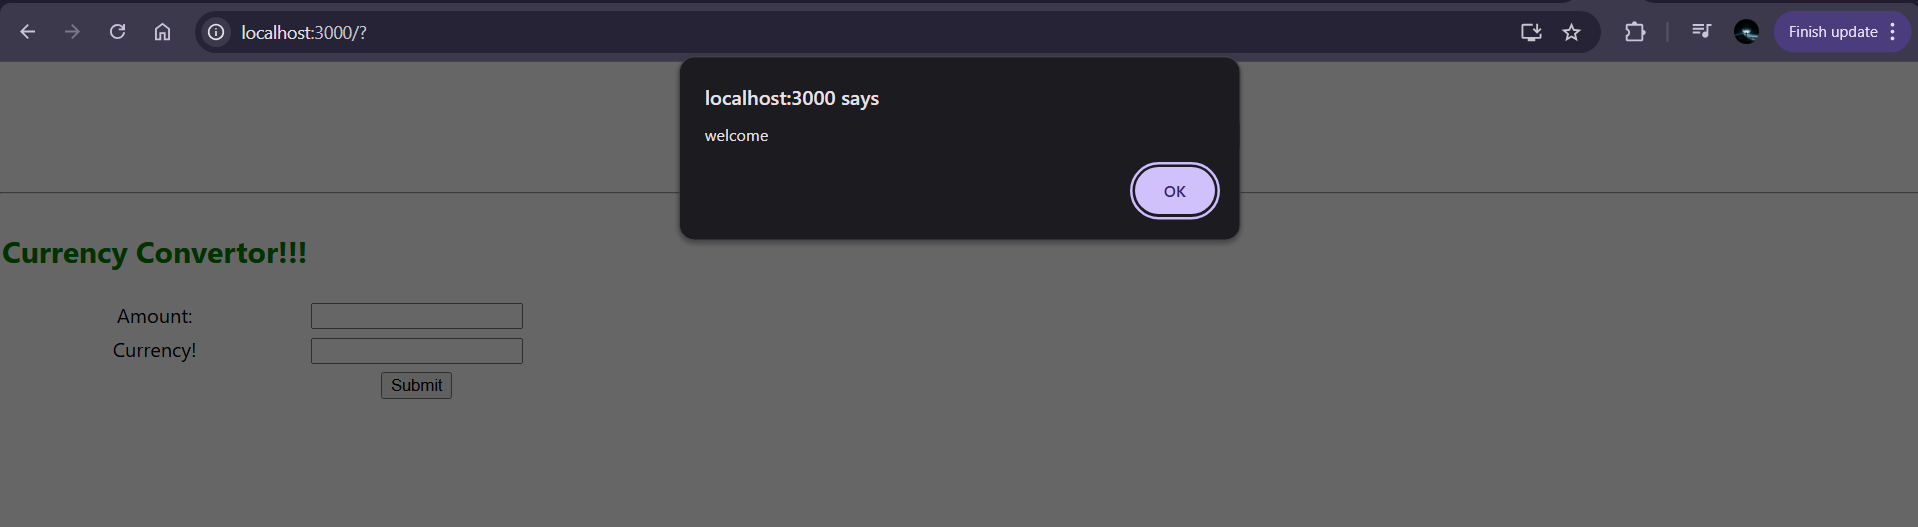 localhost:3000/?
Finish update
localhost:3000 says
welcome
OK
Currency Convertor!!!
Amount:
Currency!
Submit